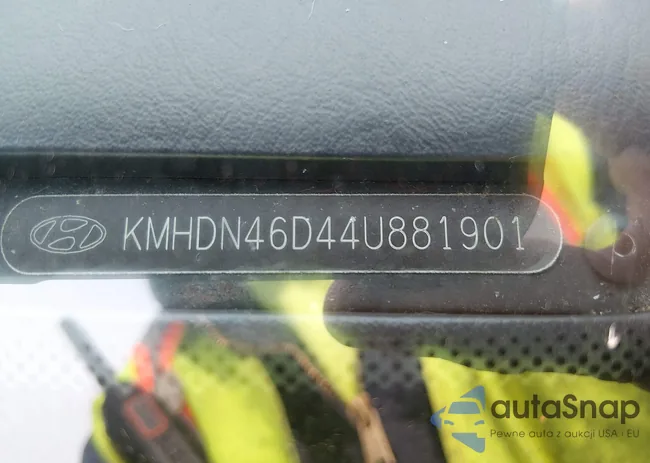 KMHDN46D44U881901
autaSnap
Pewne auta z aukcji USA i EU